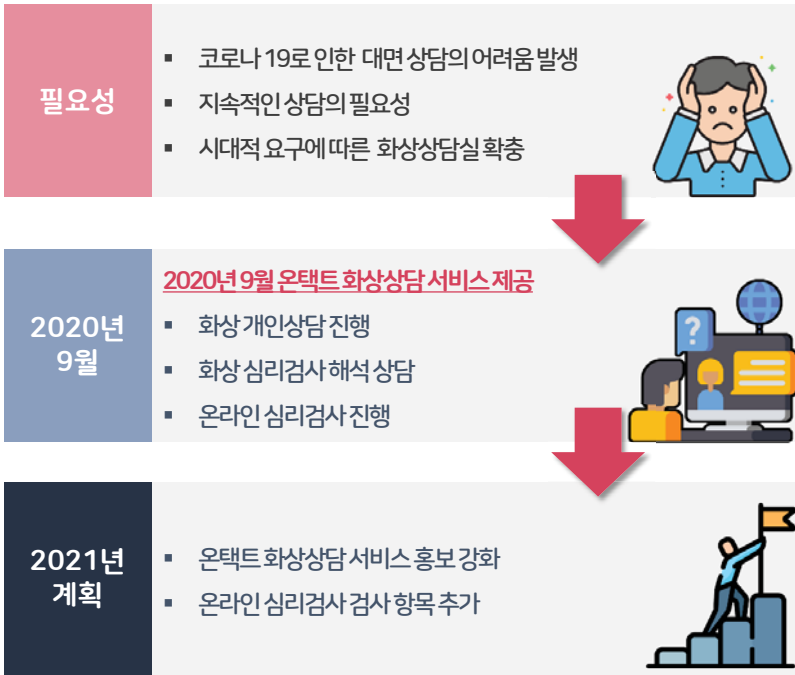 필요성
▪ 코로나19로 인한 대면 상담의 어려움 발생
▪ 지속적인 상담의 필요성
▪ 시대적 요구에 따른 화상상담실 확충
2020년
9월
2020년 9월 온택트 화상상담 서비스 제공
▪ 화상 개인상담 진행
▪ 화상 심리검사 해석 상담
▪ 온라인 심리검사 진행
?
2021년
계획
▪ 온택트 화상상담 서비스 홍보 강화
▪ 온라인 심리검사 검사 항목 추가